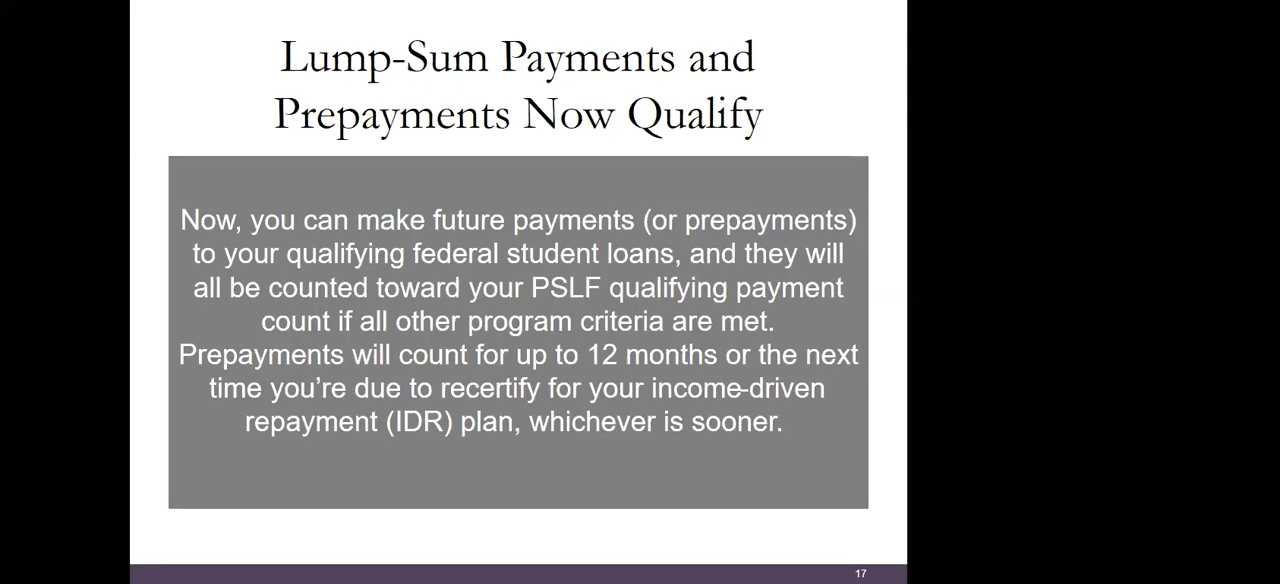 Lump-Sum Payments and
Prepayments Now Qualify
Now, you can make future payments (or prepayments)
to your qualifying federal student loans, and they will
all be counted toward your PSLF qualifying payment
count if all other program criteria are met.
Prepayments will count for up to 12 months or the next
time you’re due to recertify for your income-driven
repayment (IDR) plan, whichever is sooner.
17